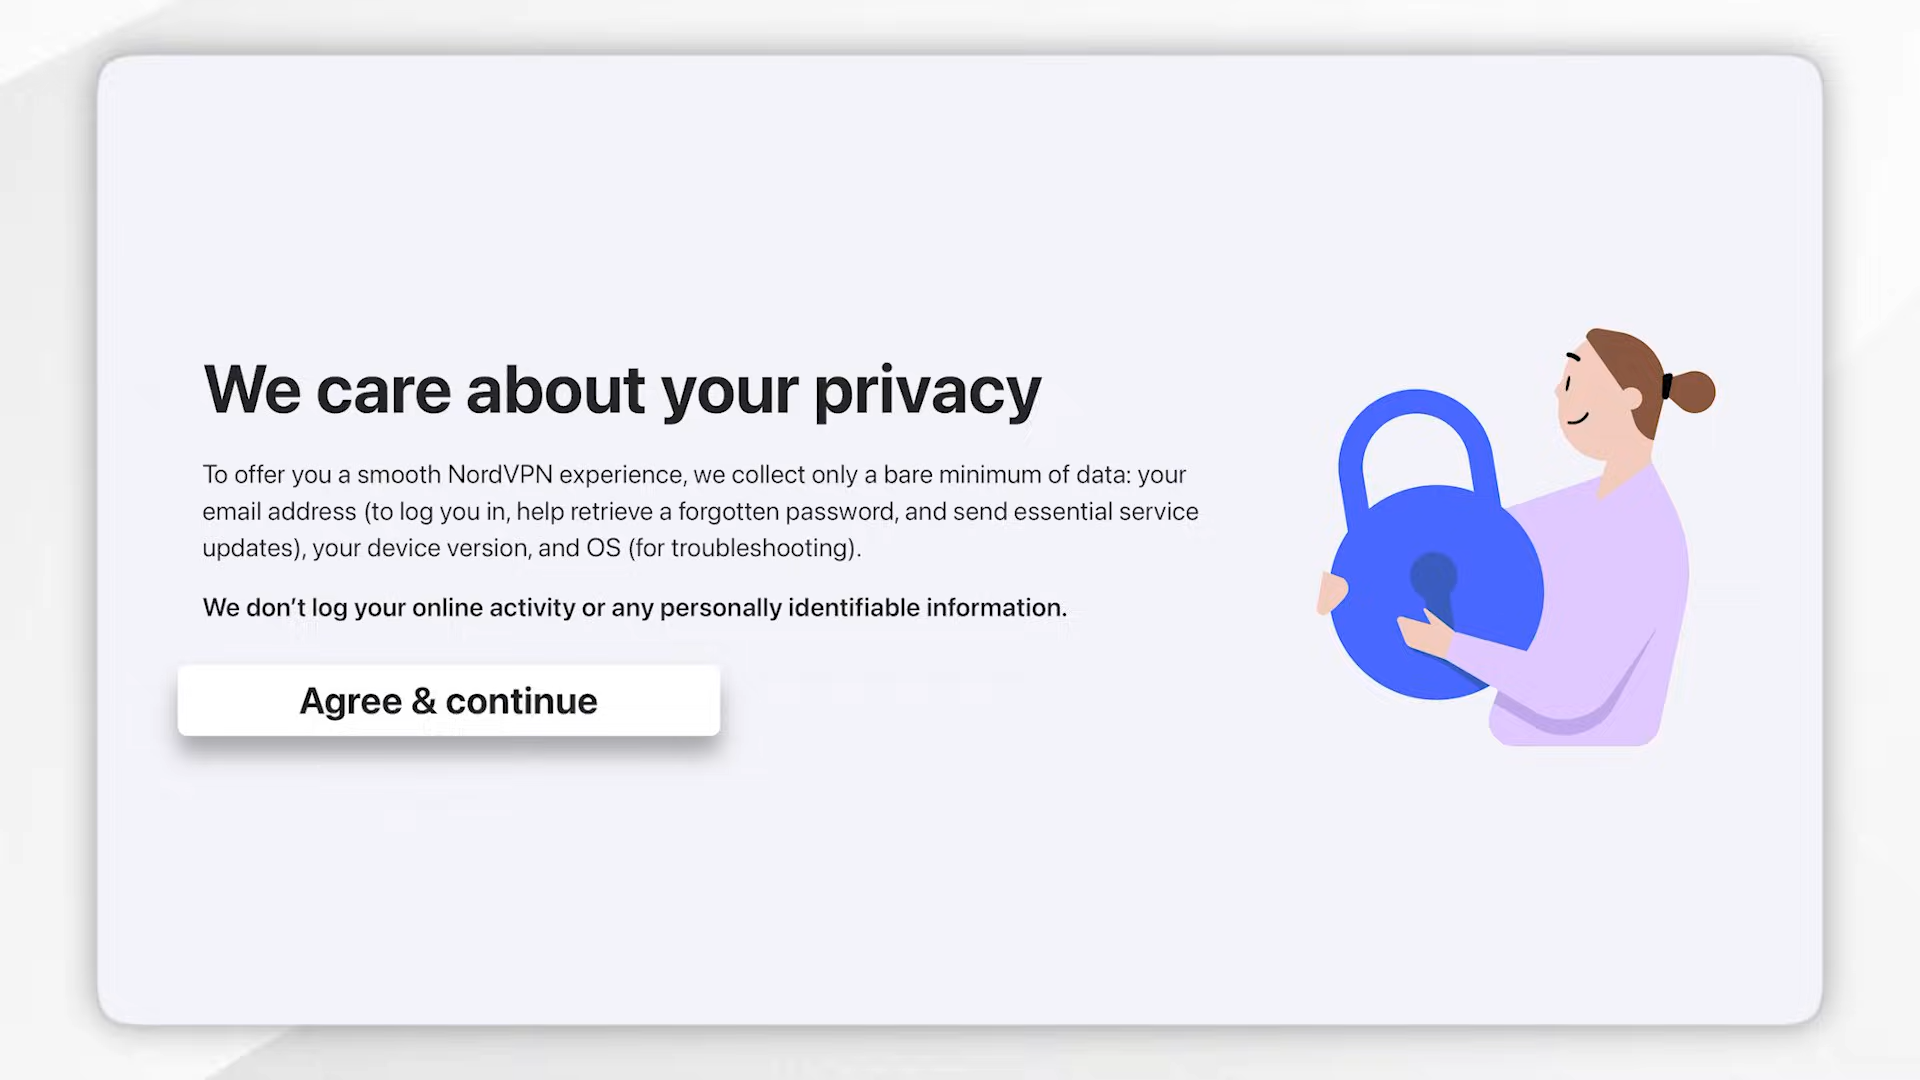 We care about your privacy
To offer you a smooth NordVPN experience, we collect only a bare minimum of data: your
email address (to log you in, help retrieve a forgotten password, and send essential service
updates), your device version, and OS (for troubleshooting).
We don’t log your online activity or any personally identifiable information.
Agree & continue